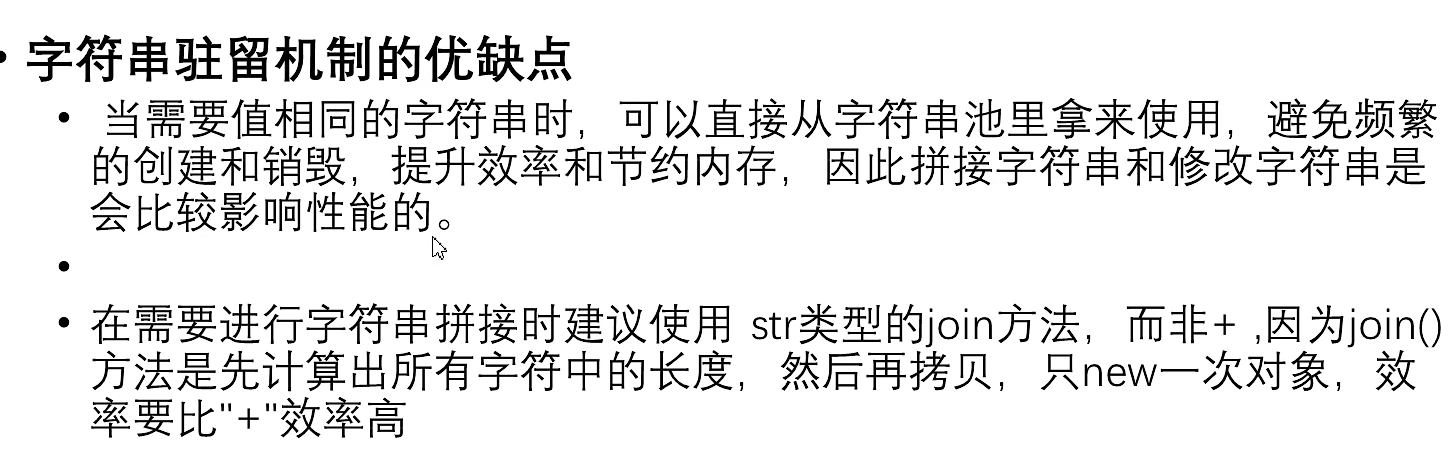 • 字符串驻留机制的优缺点
• 当需要值相同的字符串时，可以直接从字符串池里拿来使用，避免频繁
的创建和销毁，提升效率和节约内存，因此拼接字符串和修改字符串是
会比较影响性能的。
•
• 在需要进行字符串拼接时建议使用 str类型的join方法，而非+ ,因为join()
方法是先计算出所有字符中的长度，然后再拷贝，只new一次对象，效
率要比"+"效率高